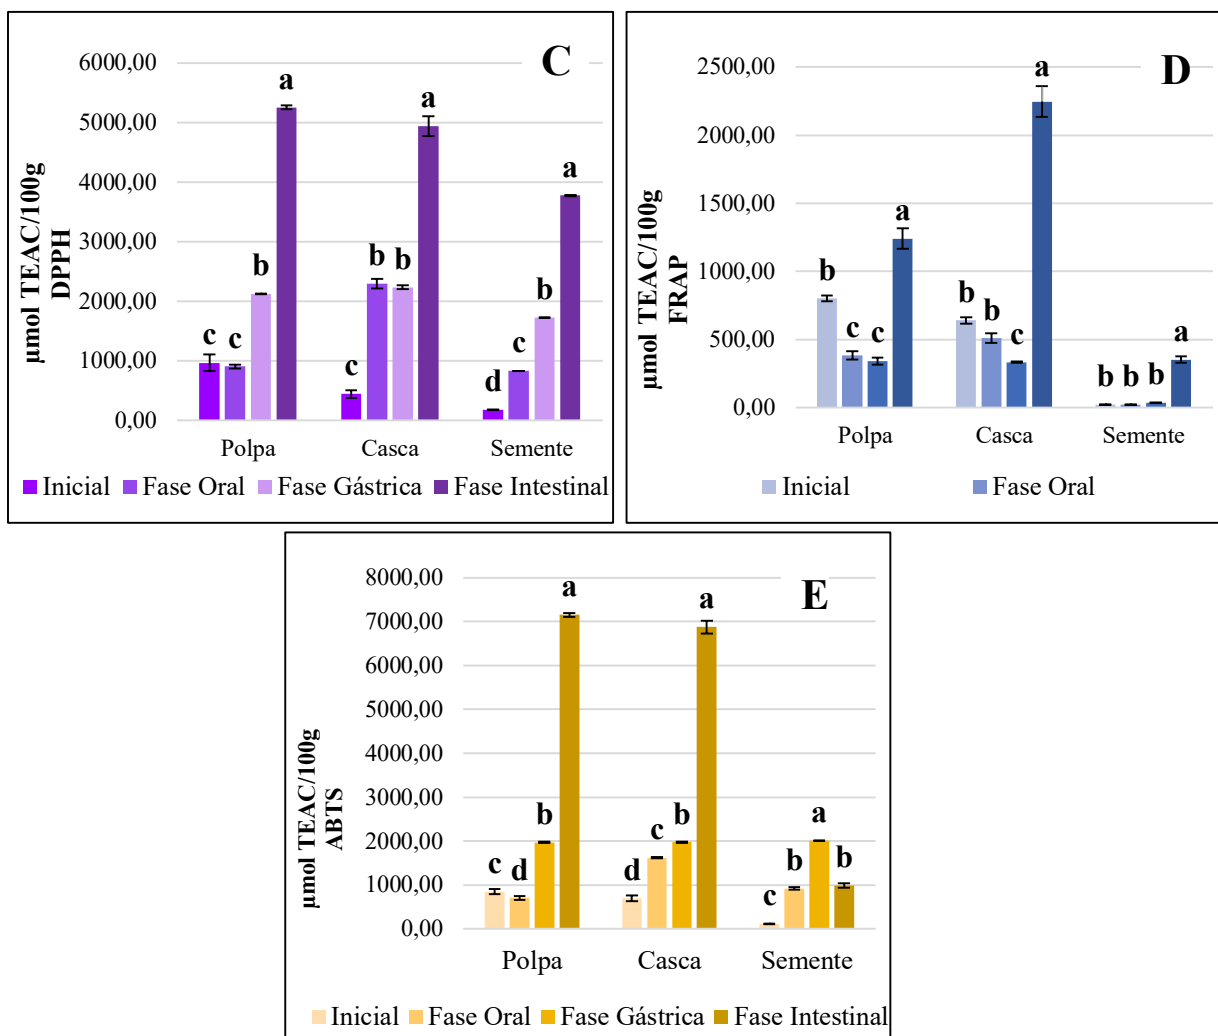 C
6000,00
5000,00
4000,00
3000,00
2000,00
1000,00
0,00
µmol TEAC/100g
DPPH
c c b a
c b b a
d c b a
Polpa Casca Semente
Inicial Fase Oral Fase Gástrica Fase Intestinal
D
2500,00
2000,00
1500,00
1000,00
500,00
0,00
µmol TEAC/100g
FRAP
b c c a
b b c a
b b b a
Polpa Casca Semente
Inicial Fase Oral
E
8000,00
7000,00
6000,00
5000,00
4000,00
3000,00
2000,00
1000,00
0,00
µmol TEAC/100g
ABTS
c d b a
d c b a
c b a b
Polpa Casca Semente
Inicial Fase Oral Fase Gástrica Fase Intestinal